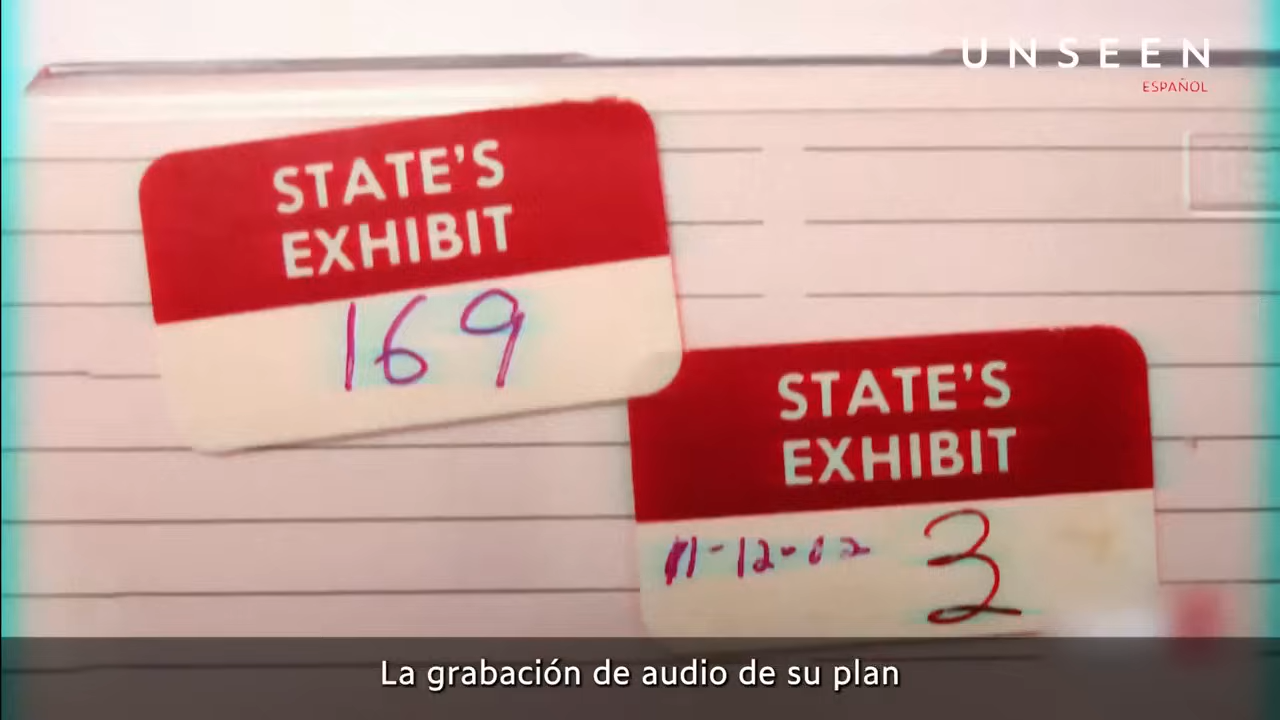 UNSEEN
ESPAÑOL
STATE'S
EXHIBIT
169
STATE'S
EXHIBIT
11-12-02 3
La grabación de audio de su plan